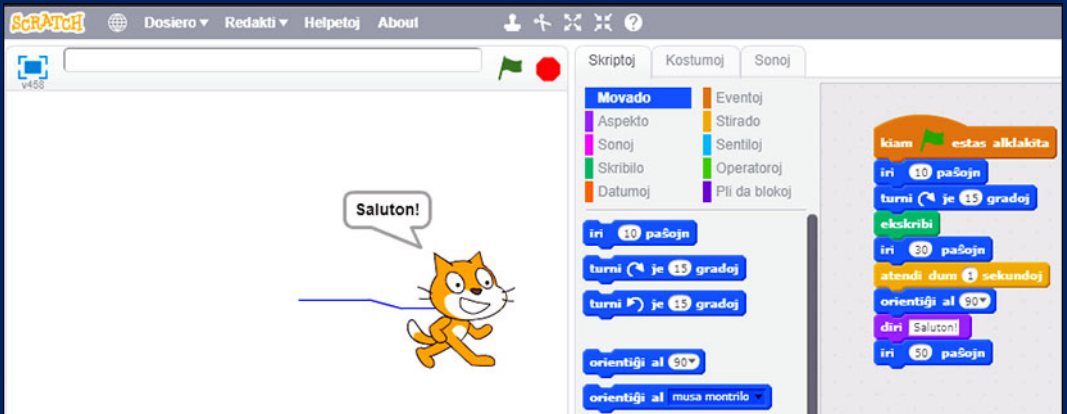 SCRATCH Dosiero Redakti Helpetoj About
v458
Skriptoj Kostumoj Sonoj
Movado Eventoj
Aspekto Stirado
Sonoj Sentiloj
Skribilo Operatoroj
Datumoj Pli da blokoj
iri 10 paŝojn
turni je 15 gradoj
turni je 15 gradoj
orientiĝi al 90
orientiĝi al musa montrilo
Saluton!
kiam estas alklakita
iri 10 paŝojn
turni je 15 gradoj
ekskribi
iri 30 paŝojn
atendi dum 1 sekundoj
orientiĝi al 90
diri Saluton!
iri 50 paŝojn